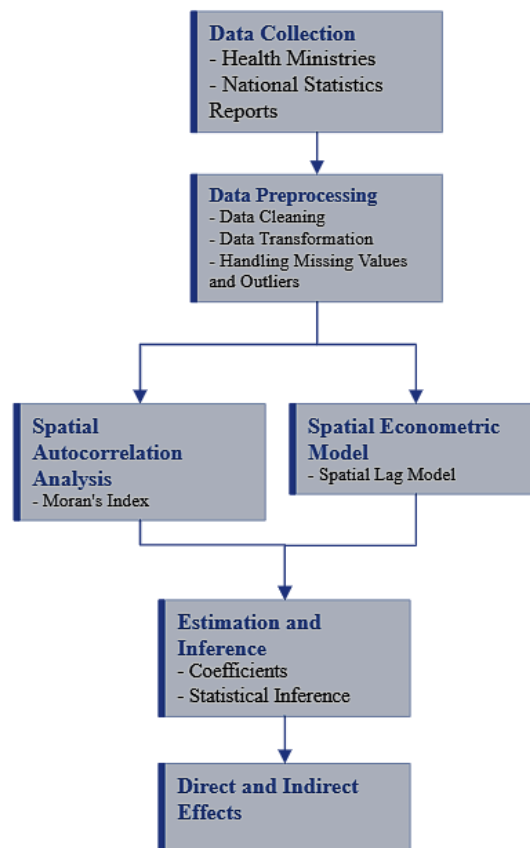 Data Collection
- Health Ministries
- National Statistics
Reports
Data Preprocessing
- Data Cleaning
- Data Transformation
- Handling Missing Values
and Outliers
Spatial
Autocorrelation
Analysis
- Moran's Index
Spatial Econometric
Model
- Spatial Lag Model
Estimation and
Inference
- Coefficients
- Statistical Inference
Direct and Indirect
Effects